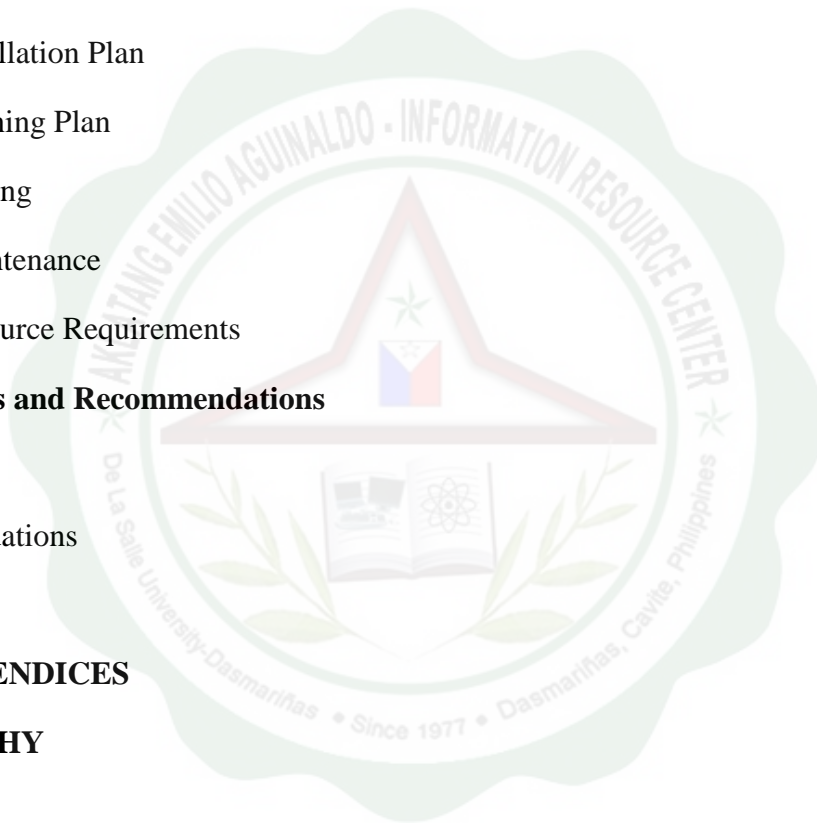 llation Plan
ning Plan
ng
ntenance
urce Requirements
s and Recommendations
ations
ENDICES
HY
AKLATANG EMILIO AGUINALDO - INFORMATION RESOURCE CENTER
De La Salle University-Dasmariñas • Since 1977 • Dasmariñas, Cavite, Philippines